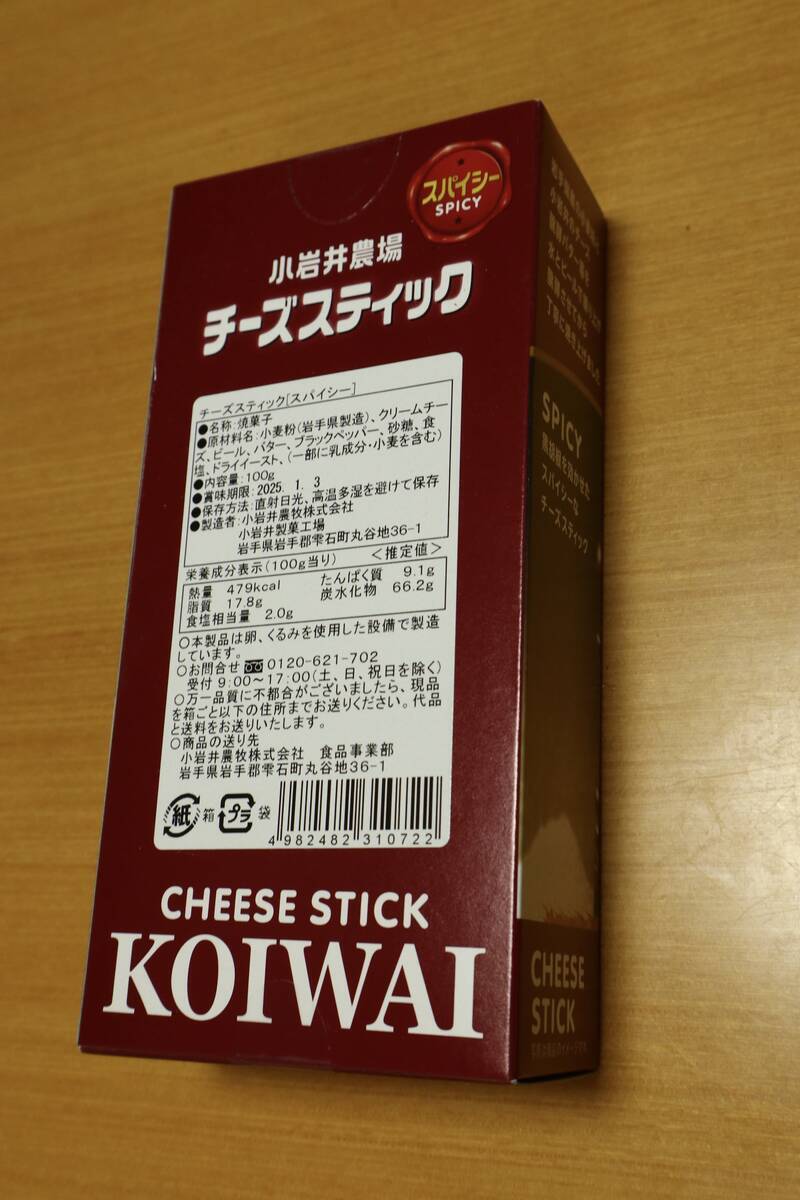 スパイシー
SPICY
小岩井農場
チーズスティック
チーズスティック[スパイシー]
●名称:焼菓子
●原材料名:小麦粉(岩手県製造)、クリームチー
ズ、ビール、バター、ブラックペッパー、砂糖、食
塩、ドライイースト、(一部に乳成分・小麦を含む)
●内容量:100g
●賞味期限:2025. 1. 3
●保存方法:直射日光、高温多湿を避けて保存
●製造者:小岩井農牧株式会社
小岩井製菓工場
岩手県岩手郡雫石町丸谷地36-1
栄養成分表示(100g当り) <推定値>
熱量 479kcal たんぱく質 9.1g
脂質 17.8g 炭水化物 66.2g
食塩相当量 2.0g
○本製品は卵、くるみを使用した設備で製造
しています。
○お問合せ 0120-621-702
受付 9:00～17:00(土、日、祝日を除く)
○万一品質に不都合がございましたら、現品
を箱ごと以下の住所までお送りください。代品
と送料をお送りいたします。
○商品の送り先
小岩井農牧株式会社 食品事業部
岩手県岩手郡雫石町丸谷地36-1
紙 箱 プラ 袋
4 982482 310722
CHEESE STICK
KOIWAI
SPICY
黒胡椒を効かせた
スパイシーな
チーズスティック
CHEESE
STICK